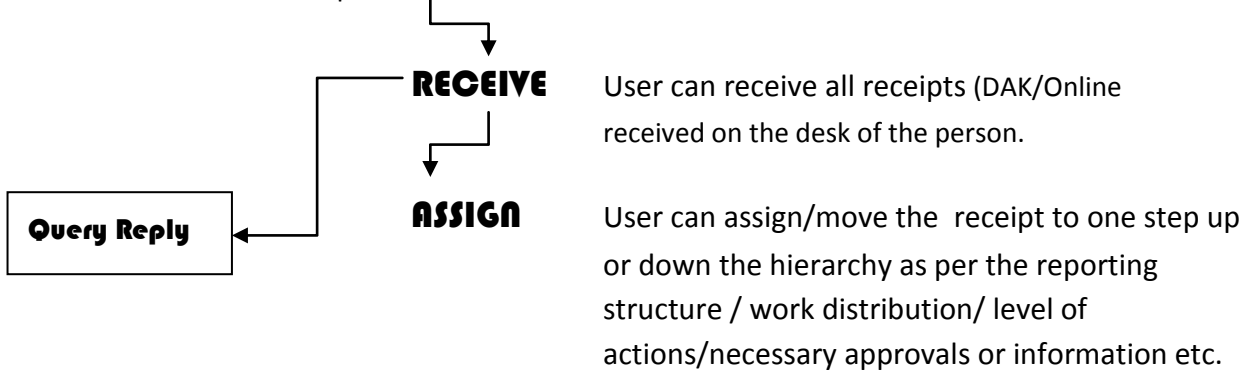 RECEIVE User can receive all receipts (DAK/Online
received on the desk of the person.
ASSIGN User can assign/move the receipt to one step up
Query Reply
or down the hierarchy as per the reporting
structure / work distribution/ level of
actions/necessary approvals or information etc.